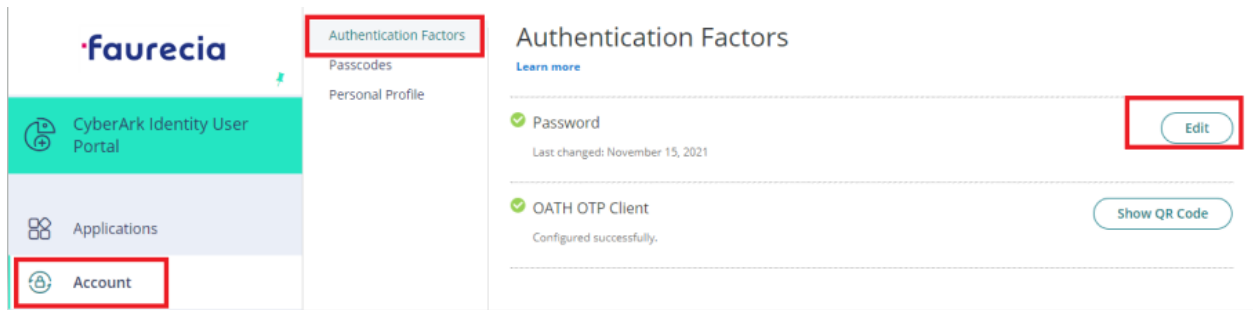 faurecia
CyberArk Identity User
Portal
Applications
Account
Authentication Factors
Passcodes
Personal Profile
Authentication Factors
Learn more
Password
Edit
Last changed: November 15, 2021
OATH OTP Client
Show QR Code
Configured successfully.